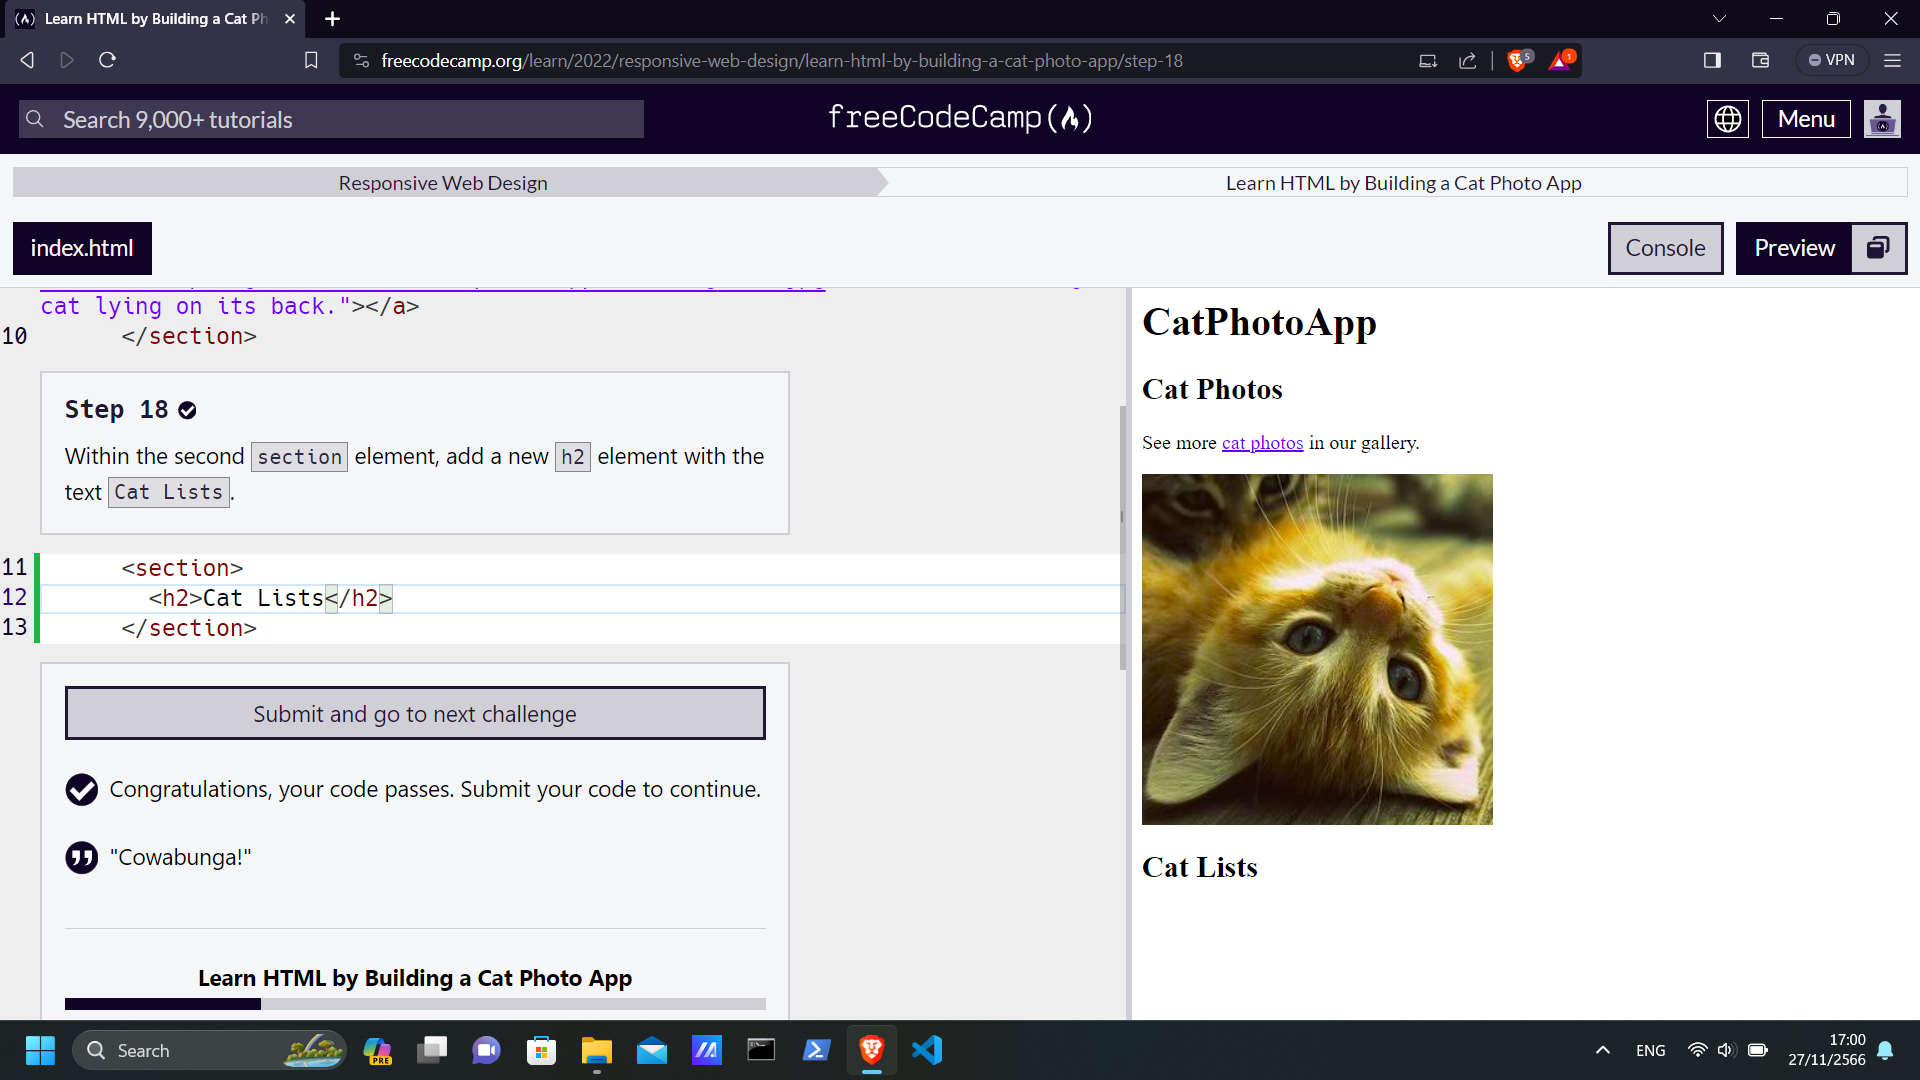 Learn HTML by Building a Cat Ph
freecodecamp.org/learn/2022/responsive-web-design/learn-html-by-building-a-cat-photo-app/step-18
5
1
VPN
Search 9,000+ tutorials
freeCodeCamp
Menu
Responsive Web Design
Learn HTML by Building a Cat Photo App
index.html
Console
Preview
cat lying on its back."></a>
10 </section>
Step 18
Within the second section element, add a new h2 element with the
text Cat Lists.
11 <section>
12 <h2>Cat Lists</h2>
13 </section>
Submit and go to next challenge
Congratulations, your code passes. Submit your code to continue.
"Cowabunga!"
Learn HTML by Building a Cat Photo App
CatPhotoApp
Cat Photos
See more cat photos in our gallery.
Cat Lists
Search
PRE
ENG
17:00
27/11/2566